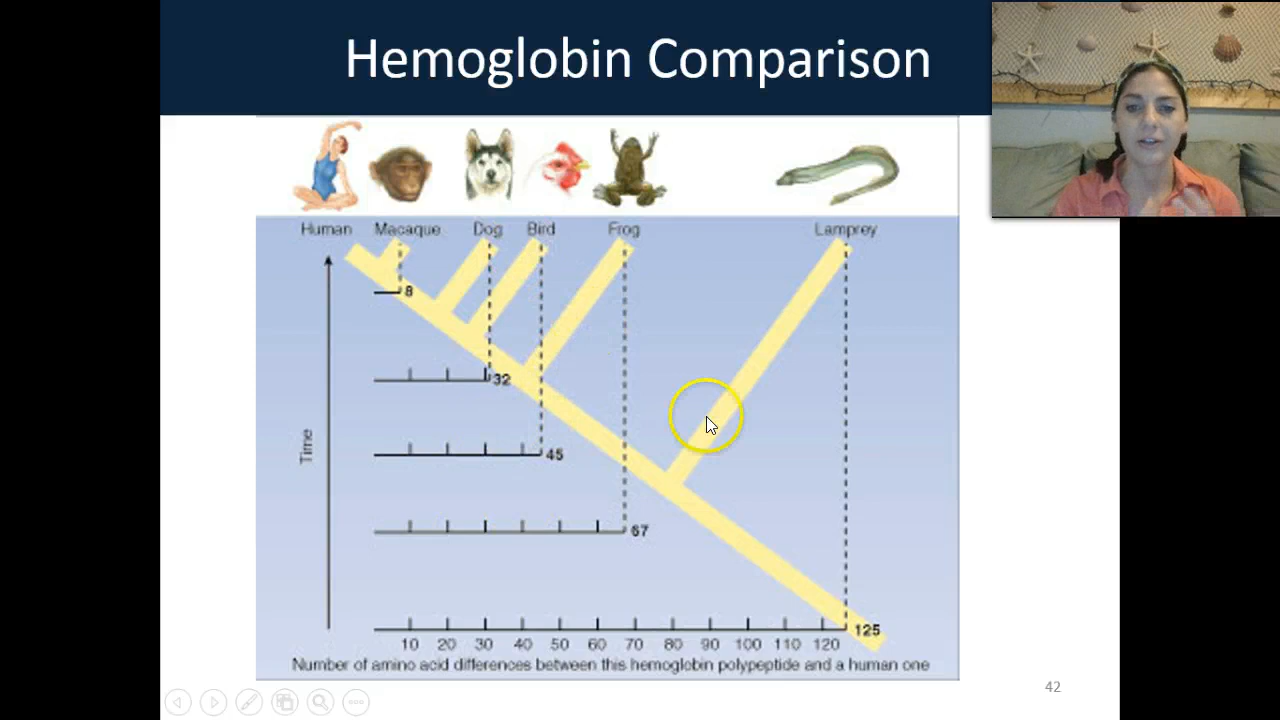 Hemoglobin Comparison
Human Macaque Dog Bird Frog Lamprey
8
32
45
67
125
Time
10 20 30 40 50 60 70 80 90 100 110 120
Number of amino acid differences between this hemoglobin polypeptide and a human one
42